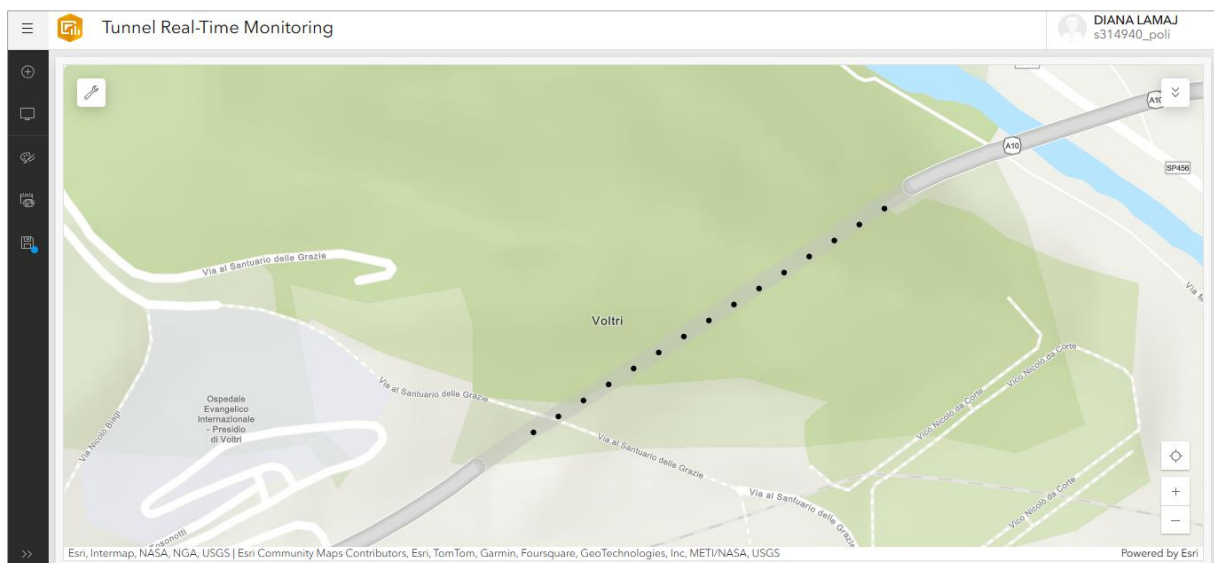 Tunnel Real-Time Monitoring
DIANA LAMAJ
s314940_poli
A10
SP456
Via al Santuario delle Grazie
Voltri
Via al Santuario delle Grazie
Ospedale
Evangelico
Internazionale
- Presidio
di Voltri
Via Nicolò Biagi
Via al Santuario delle Grazie
Via al Santuario delle Grazie
Vico Nicolò da Corte
Vico Nicolò da Corte
Vico Nicolò da Corte
Esri, Intermap, NASA, NGA, USGS | Esri Community Maps Contributors, Esri, TomTom, Garmin, Foursquare, GeoTechnologies, Inc, METI/NASA, USGS
Powered by Esri